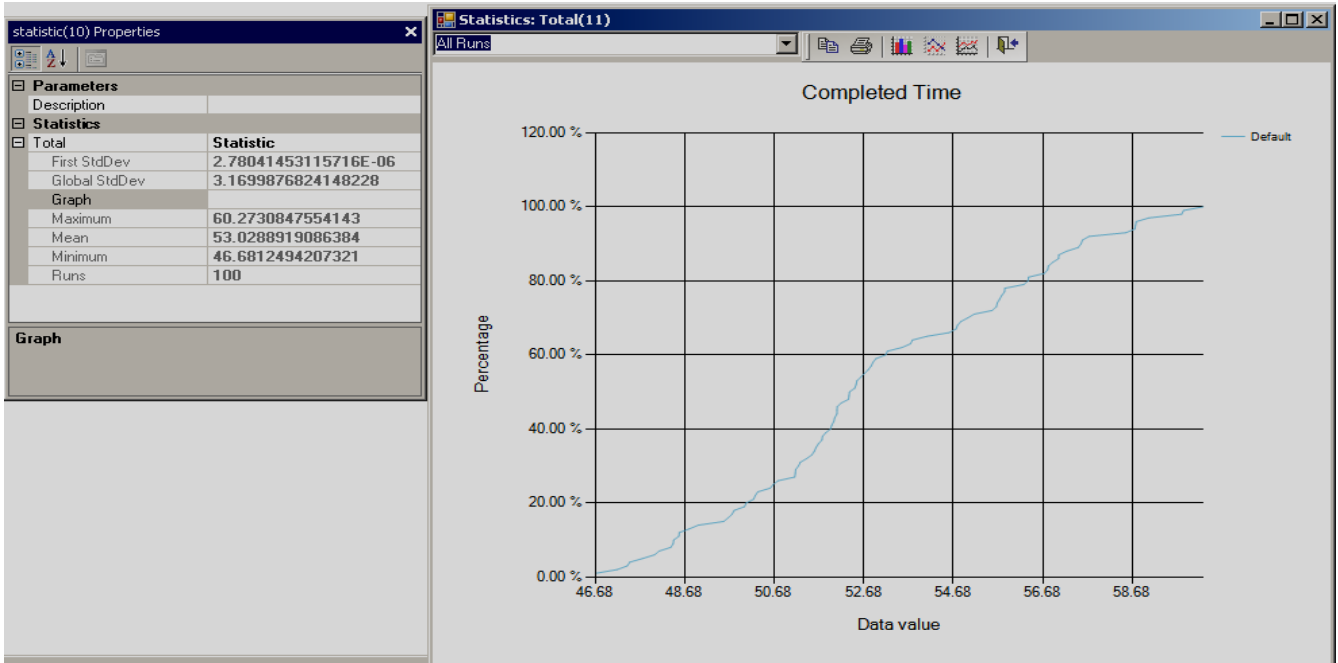 statistic(10) Properties
Parameters
Description
Statistics
Total Statistic
First StdDev 2.78041453115716E-06
Global StdDev 3.1699876824148228
Graph
Maximum 60.2730847554143
Mean 53.0288919086384
Minimum 46.6812494207321
Runs 100
Graph
Statistics: Total(11)
All Runs
Completed Time
120.00 %
100.00 %
80.00 %
60.00 %
40.00 %
20.00 %
0.00 %
Percentage
46.68 48.68 50.68 52.68 54.68 56.68 58.68
Data value
Default